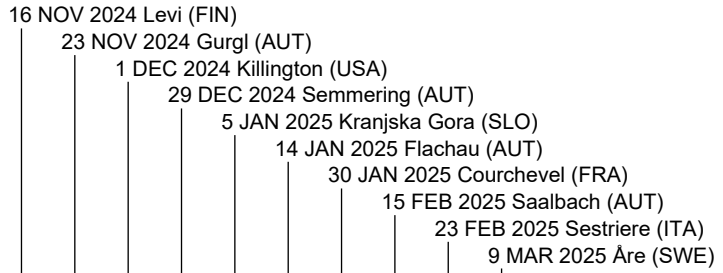 16 NOV 2024 Levi (FIN)
23 NOV 2024 Gurgl (AUT)
1 DEC 2024 Killington (USA)
29 DEC 2024 Semmering (AUT)
5 JAN 2025 Kranjska Gora (SLO)
14 JAN 2025 Flachau (AUT)
30 JAN 2025 Courchevel (FRA)
15 FEB 2025 Saalbach (AUT)
23 FEB 2025 Sestriere (ITA)
9 MAR 2025 Åre (SWE)